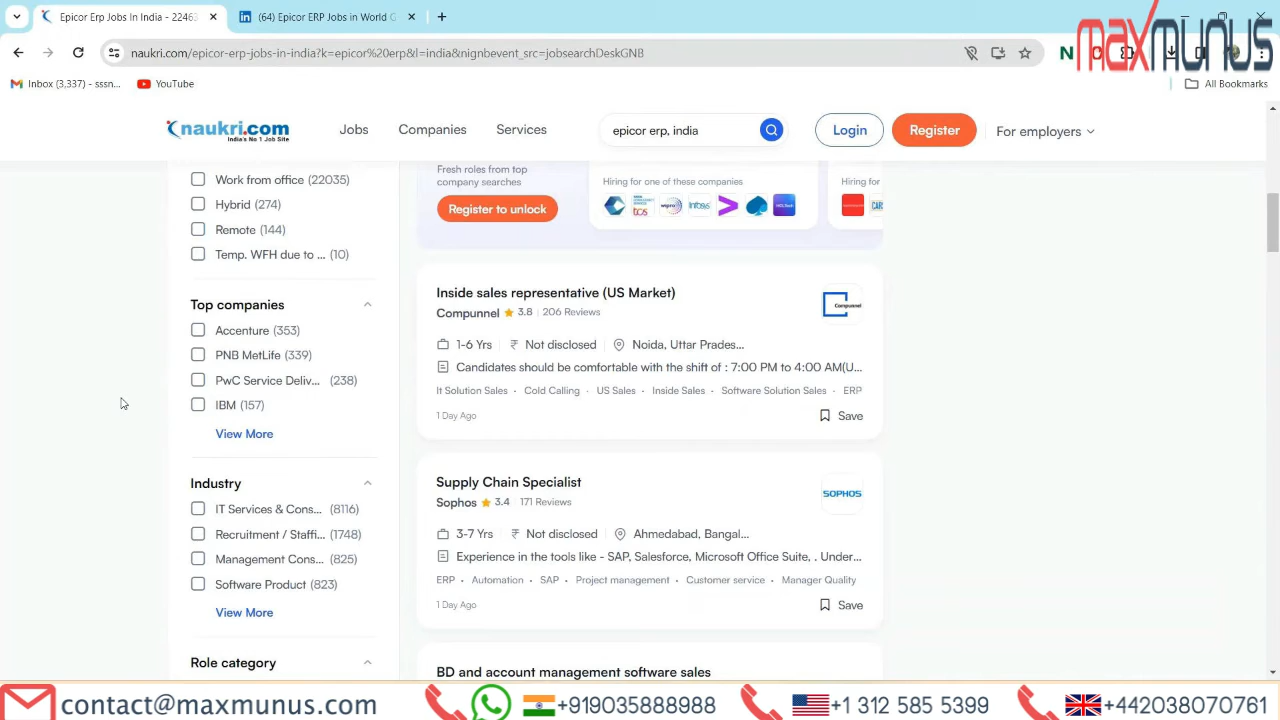 Epicor Erp Jobs In India - 2246
(64) Epicor ERP Jobs in World
maxmunus
naukri.com/epicor-erp-jobs-in-india?k=epicor%20erp&l=india&nignbevent_src=jobsearchDeskGNB
Inbox (3,337) - sssn...
YouTube
All Bookmarks
naukri.com
India's No 1 Job Site
Jobs
Companies
Services
epicor erp, india
Login
Register
For employers
Work from office (22035)
Hybrid (274)
Remote (144)
Temp. WFH due to ... (10)
Top companies
Accenture (353)
PNB MetLife (339)
PwC Service Deliv... (238)
IBM (157)
View More
Industry
IT Services & Cons... (8116)
Recruitment / Staffi... (1748)
Management Cons... (825)
Software Product (823)
View More
Role category
Fresh roles from top
company searches
Register to unlock
Hiring for one of these companies
Hiring for
Inside sales representative (US Market)
Compunnel 3.8 | 206 Reviews
Compunnel
1-6 Yrs | ₹ Not disclosed | Noida, Uttar Prades...
Candidates should be comfortable with the shift of : 7:00 PM to 4:00 AM(U...
It Solution Sales · Cold Calling · US Sales · Inside Sales · Software Solution Sales · ERP
1 Day Ago
Save
Supply Chain Specialist
Sophos 3.4 171 Reviews
SOPHOS
3-7 Yrs | ₹ Not disclosed | Ahmedabad, Bangal...
Experience in the tools like - SAP, Salesforce, Microsoft Office Suite, . Under...
ERP · Automation · SAP · Project management · Customer service · Manager Quality
1 Day Ago
Save
BD and account management software sales
contact@maxmunus.com
+919035888988
+1 312 585 5399
+442038070761